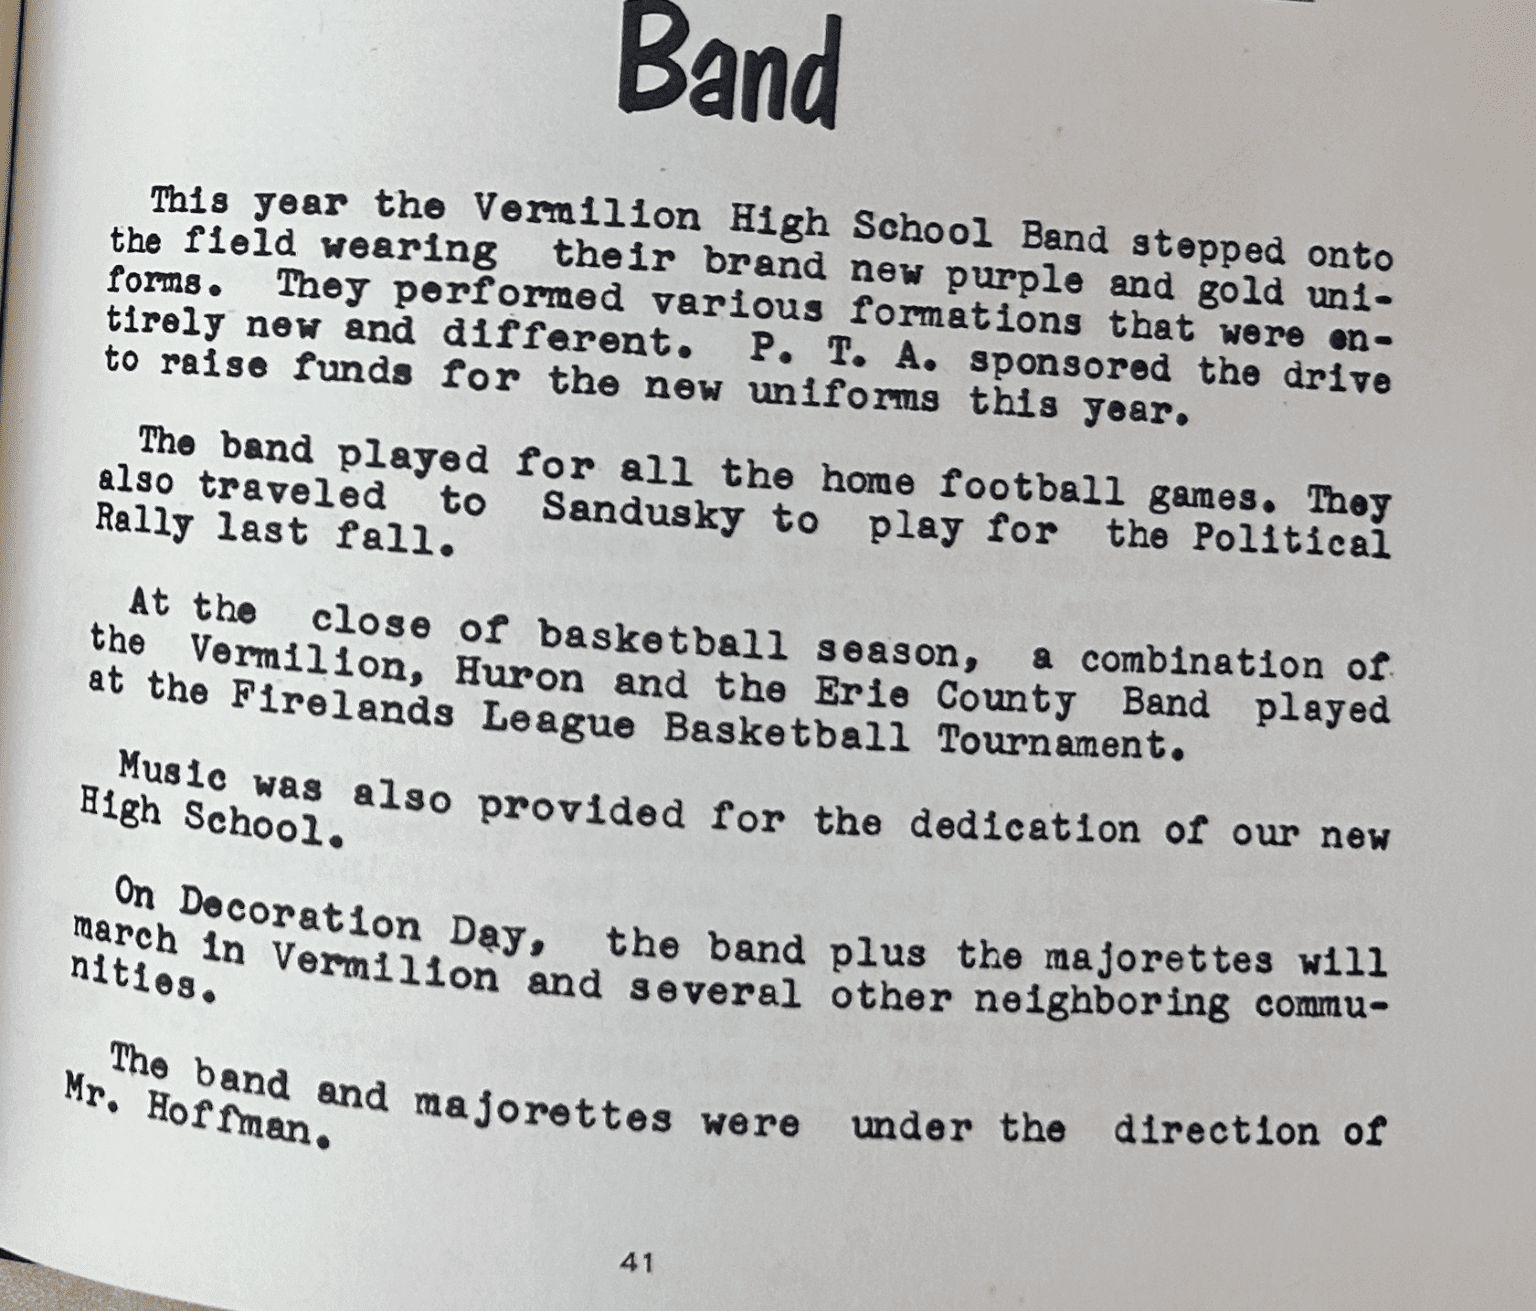 Band
This year the Vermilion High School Band stepped onto
the field wearing their brand new purple and gold uni-
forms. They performed various formations that were en-
tirely new and different. P. T. A. sponsored the drive
to raise funds for the new uniforms this year.
The band played for all the home football games. They
also traveled to Sandusky to play for the Political
Rally last fall.
At the close of basketball season, a combination of
the Vermilion, Huron and the Erie County Band played
at the Firelands League Basketball Tournament.
Music was also provided for the dedication of our new
High School.
On Decoration Day, the band plus the majorettes will
march in Vermilion and several other neighboring commu-
nities.
The band and majorettes were under the direction of
Mr. Hoffman.
41